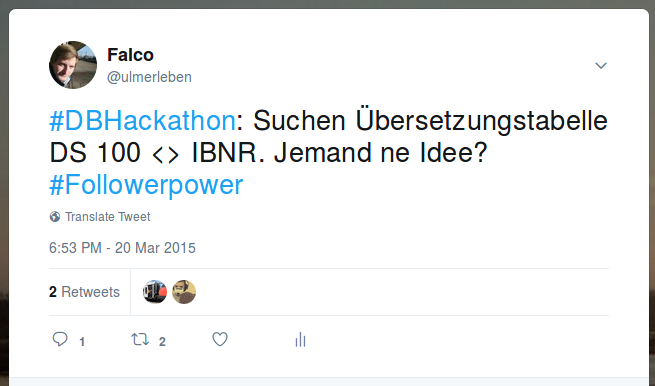 Falco
@ulmerleben
#DBHackathon: Suchen Übersetzungstabelle
DS 100 <> IBNR. Jemand ne Idee?
#Followerpower
Translate Tweet
6:53 PM - 20 Mar 2015
2 Retweets
1 2